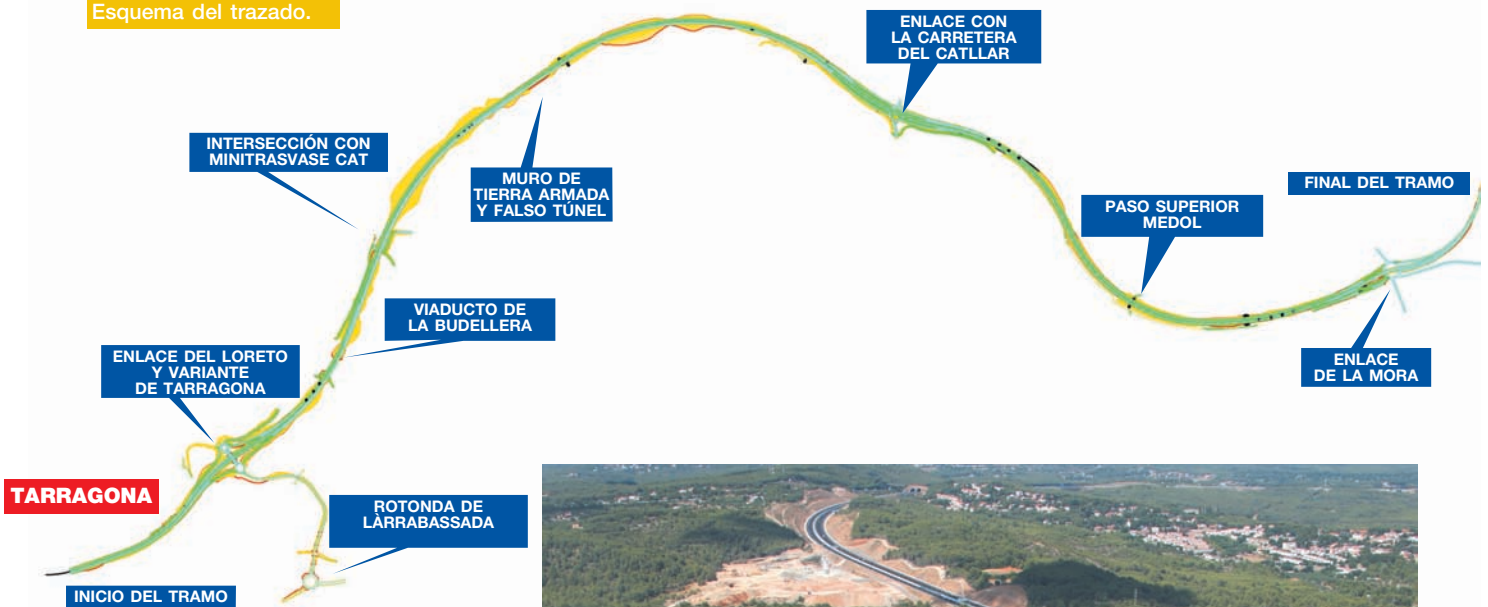 Esquema del trazado.
ENLACE CON
LA CARRETERA
DEL CATLLAR
INTERSECCIÓN CON
MINITRASVASE CAT
MURO DE
TIERRA ARMADA
Y FALSO TÚNEL
FINAL DEL TRAMO
PASO SUPERIOR
MEDOL
VIADUCTO DE
LA BUDELLERA
ENLACE DEL LORETO
Y VARIANTE
DE TARRAGONA
ENLACE
DE LA MORA
TARRAGONA
ROTONDA DE
LÀRRABASSADA
INICIO DEL TRAMO